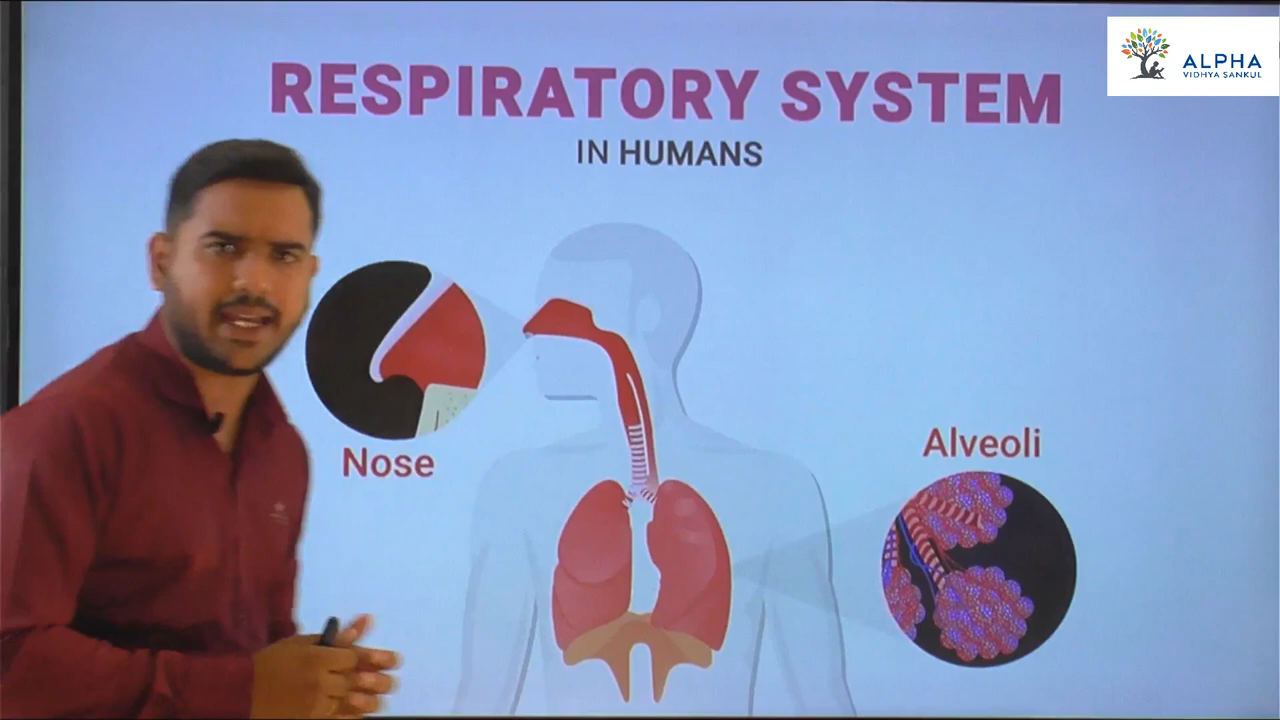 ALPHA
VIDHYA SANKUL
RESPIRATORY SYSTEM
IN HUMANS
Nose
Alveoli